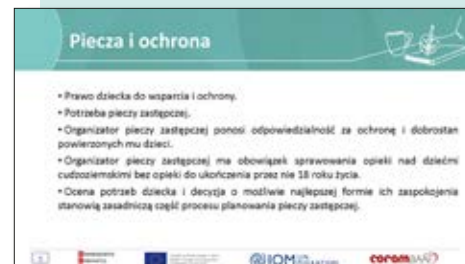 Piecza i ochrona
• Prawo dziecka do wsparcia i ochrony.
• Potrzeba pieczy zastępczej.
• Organizator pieczy zastępczej ponosi odpowiedzialność za ochronę i dobrostan
powierzonych mu dzieci.
• Organizator pieczy zastępczej ma obowiązek sprawowania opieki nad dziećmi
cudzoziemskimi bez opieki do ukończenia przez nie 18 roku życia.
• Ocena potrzeb dziecka i decyzja o możliwie najlepszej formie ich zaspokojenia
stanowią zasadniczą część procesu planowania pieczy zastępczej.
IOM UN MIGRATION
coramBAAF